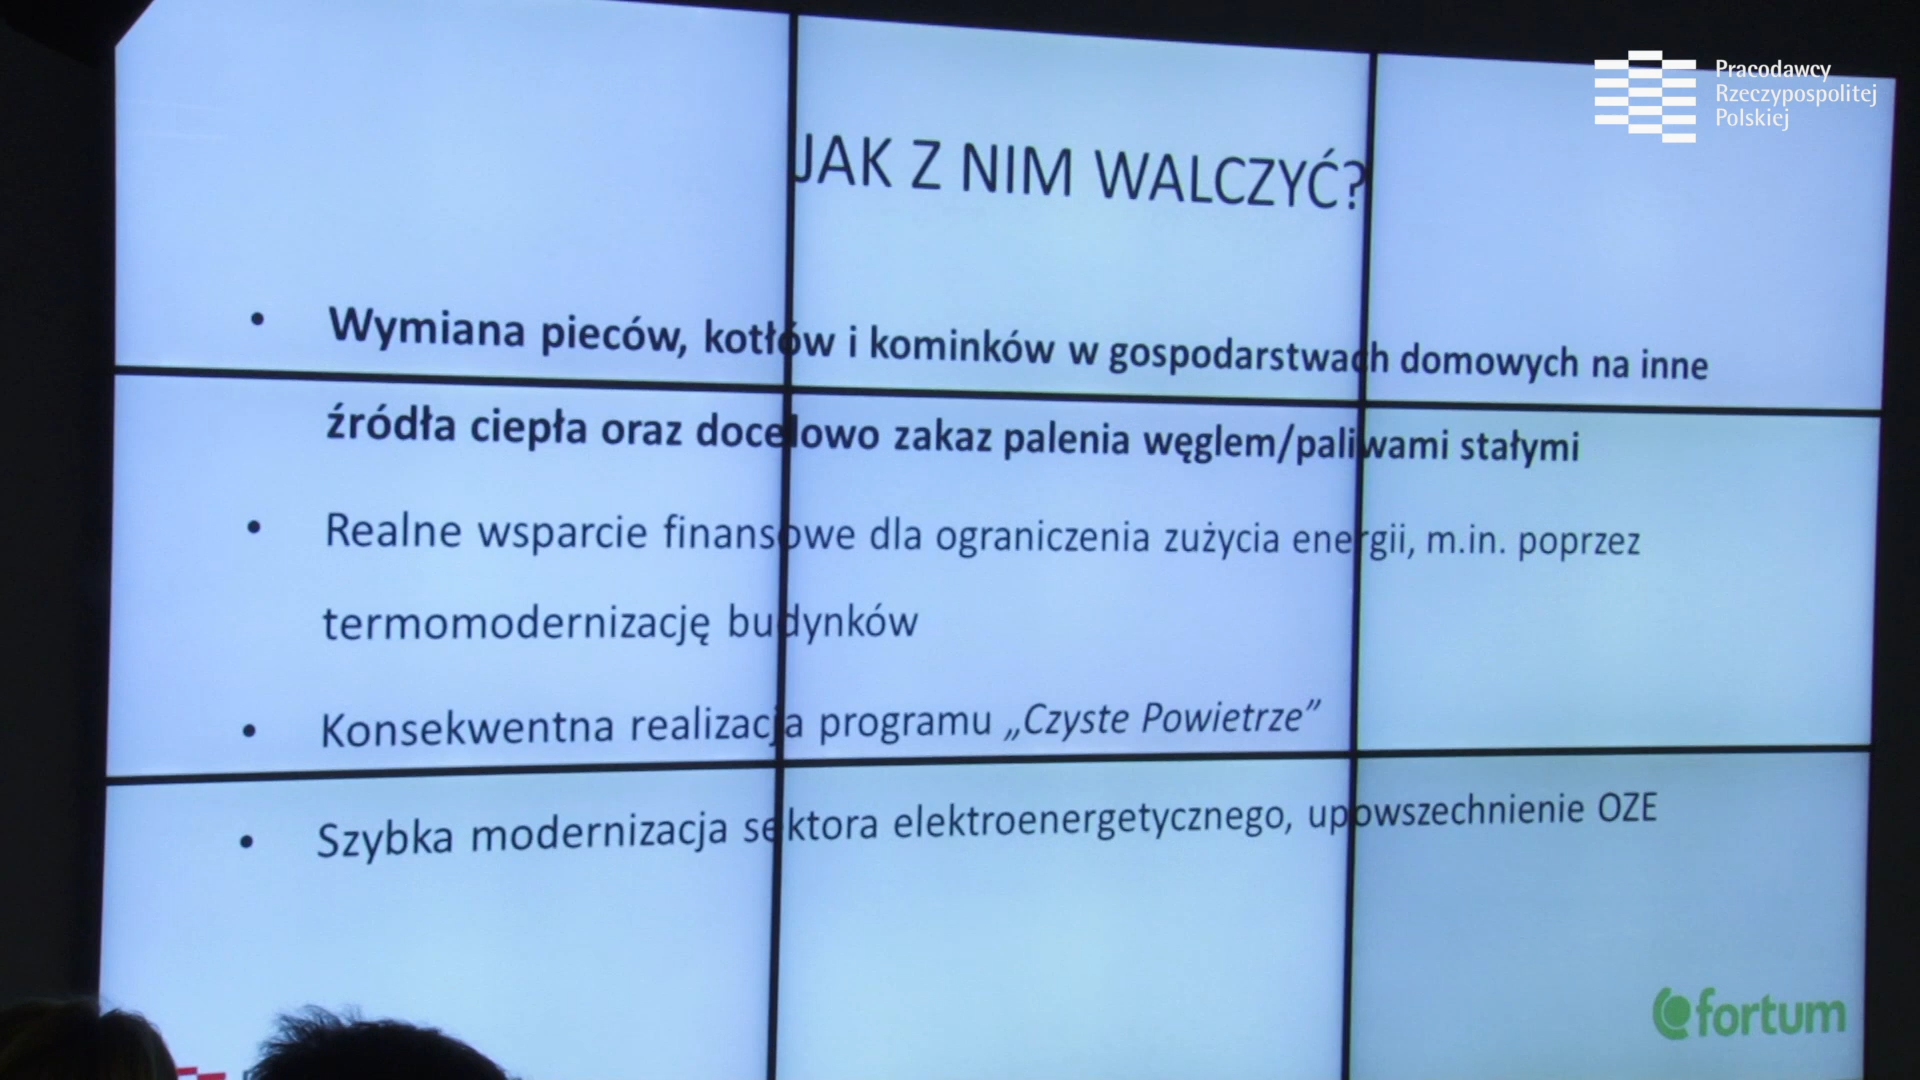 Pracodawcy
Rzeczypospolitej
Polskiej
JAK Z NIM WALCZYĆ?
• Wymiana pieców, kotłów i kominków w gospodarstwach domowych na inne
źródła ciepła oraz docelowo zakaz palenia węglem/paliwami stałymi
• Realne wsparcie finansowe dla ograniczenia zużycia energii, m.in. poprzez
termomodernizację budynków
• Konsekwentna realizacja programu „Czyste Powietrze”
• Szybka modernizacja sektora elektroenergetycznego, upowszechnienie OZE
fortum